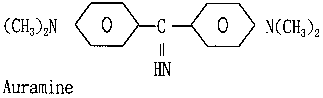 (CH₃)₂N O C O N(CH₃)₂
HN
Auramine